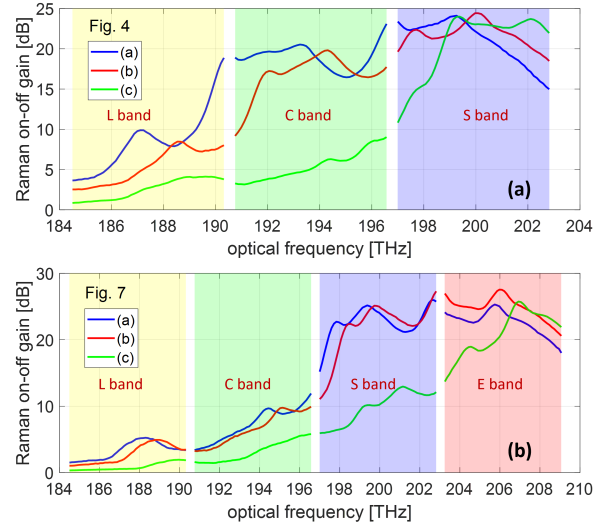 Raman on-off gain [dB]
25
20
15
10
5
0
Fig. 4
(a)
(b)
(c)
L band
C band
S band
(a)
184 186 188 190 192 194 196 198 200 202 204
optical frequency [THz]
Raman on-off gain [dB]
30
20
10
0
Fig. 7
(a)
(b)
(c)
L band
C band
S band
E band
(b)
184 186 188 190 192 194 196 198 200 202 204 206 208 210
optical frequency [THz]